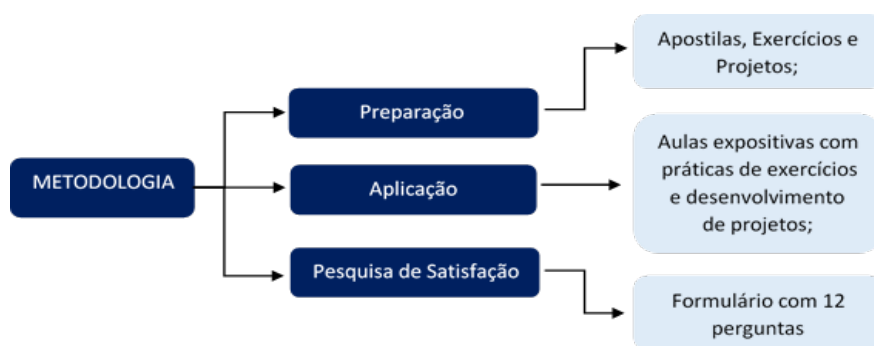 METODOLOGIA
Preparação
Apostilas, Exercícios e
Projetos;
Aplicação
Aulas expositivas com
práticas de exercícios
e desenvolvimento
de projetos;
Pesquisa de Satisfação
Formulário com 12
perguntas